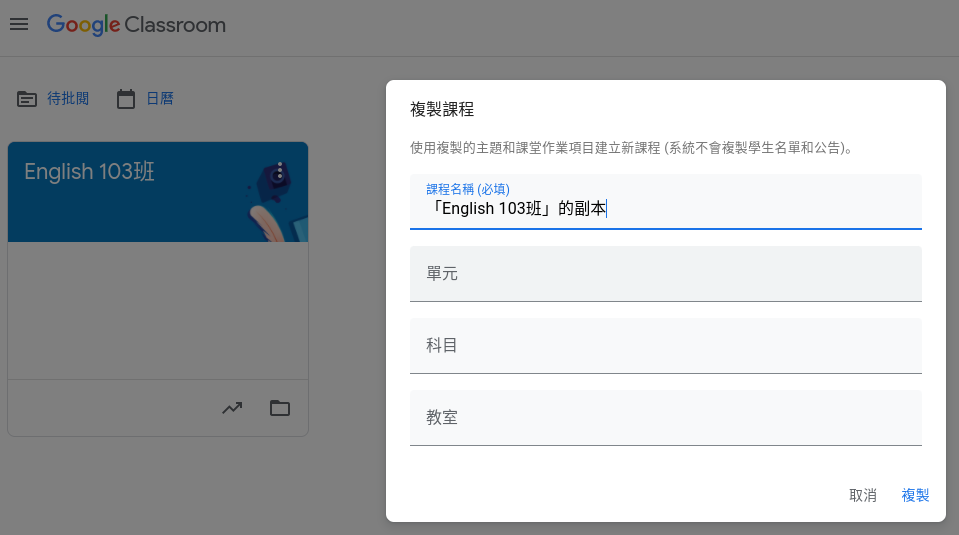 Google Classroom
待批閱
日曆
English 103班
複製課程
使用複製的主題和課堂作業項目建立新課程 (系統不會複製學生名單和公告)。
課程名稱 (必填)
「English 103班」的副本
單元
科目
教室
取消
複製